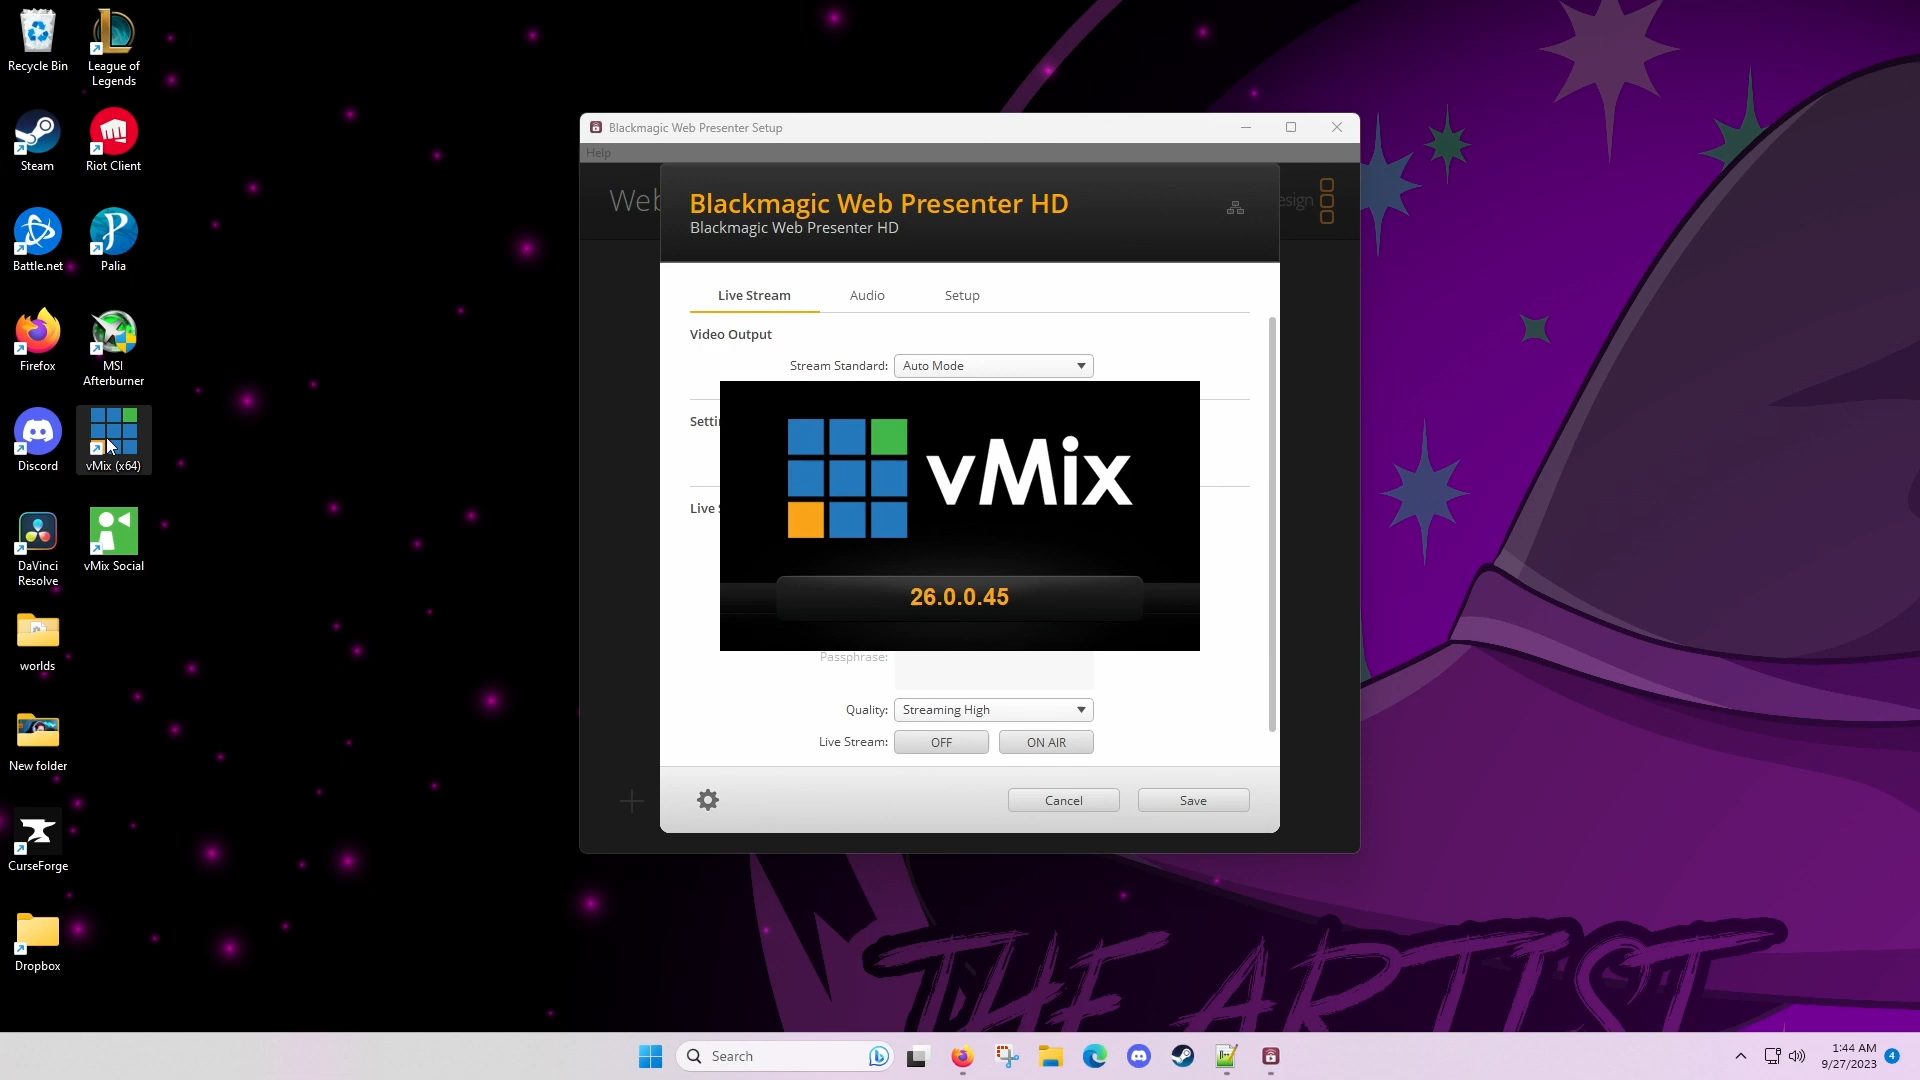 Recycle Bin
League of
Legends
Steam
Riot Client
Battle.net
Palia
Firefox
MSI
Afterburner
Discord
vMix (x64)
DaVinci
Resolve
vMix Social
worlds
New folder
CurseForge
Dropbox
Blackmagic Web Presenter Setup
Help
Web
esign
Blackmagic Web Presenter HD
Blackmagic Web Presenter HD
Live Stream
Audio
Setup
Video Output
Stream Standard:
Auto Mode
Setti
Live
vMix
26.0.0.45
Passphrase:
Quality:
Streaming High
Live Stream:
OFF
ON AIR
Cancel
Save
THE ARTIST
Search
1:44 AM
9/27/2023
4